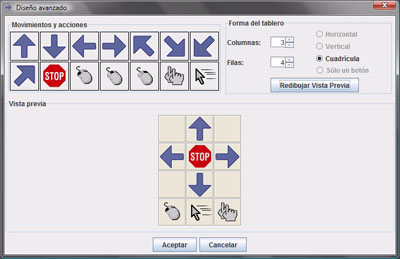 Diseño avanzado
Movimientos y acciones
STOP
Forma del tablero
Columnas: 3
Filas: 4
Horizontal
Vertical
Cuadrícula
Sólo un botón
Redibujar Vista Previa
Vista previa
STOP
Aceptar
Cancelar